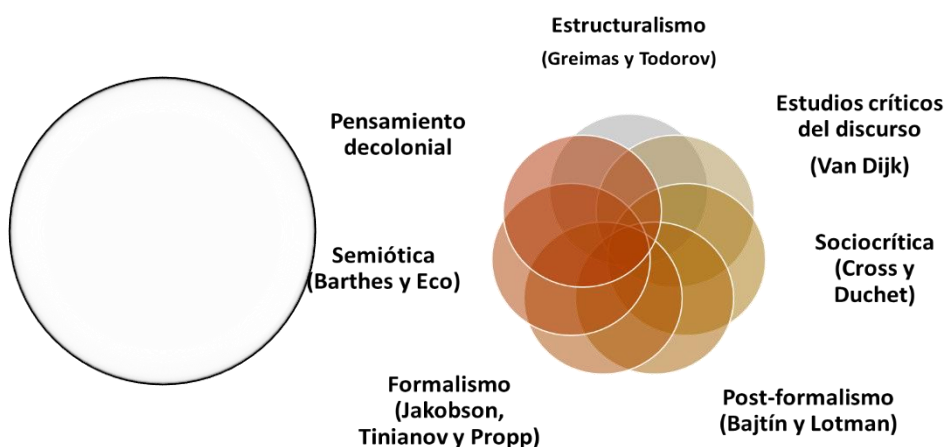 Estructuralismo
(Greimas y Todorov)
Estudios críticos
del discurso
(Van Dijk)
Sociocrítica
(Cross y
Duchet)
Post-formalismo
(Bajtín y Lotman)
Formalismo
(Jakobson,
Tinianov y Propp)
Semiótica
(Barthes y Eco)
Pensamiento
decolonial